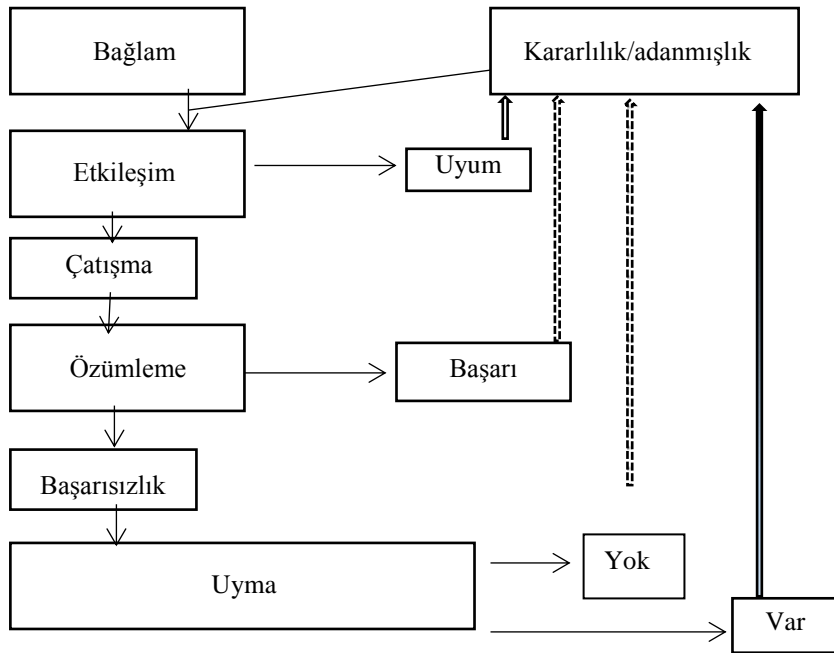 Bağlam
Kararlılık/adanmışlık
Etkileşim
Uyum
Çatışma
Özümleme
Başarı
Başarısızlık
Uyma
Yok
Var